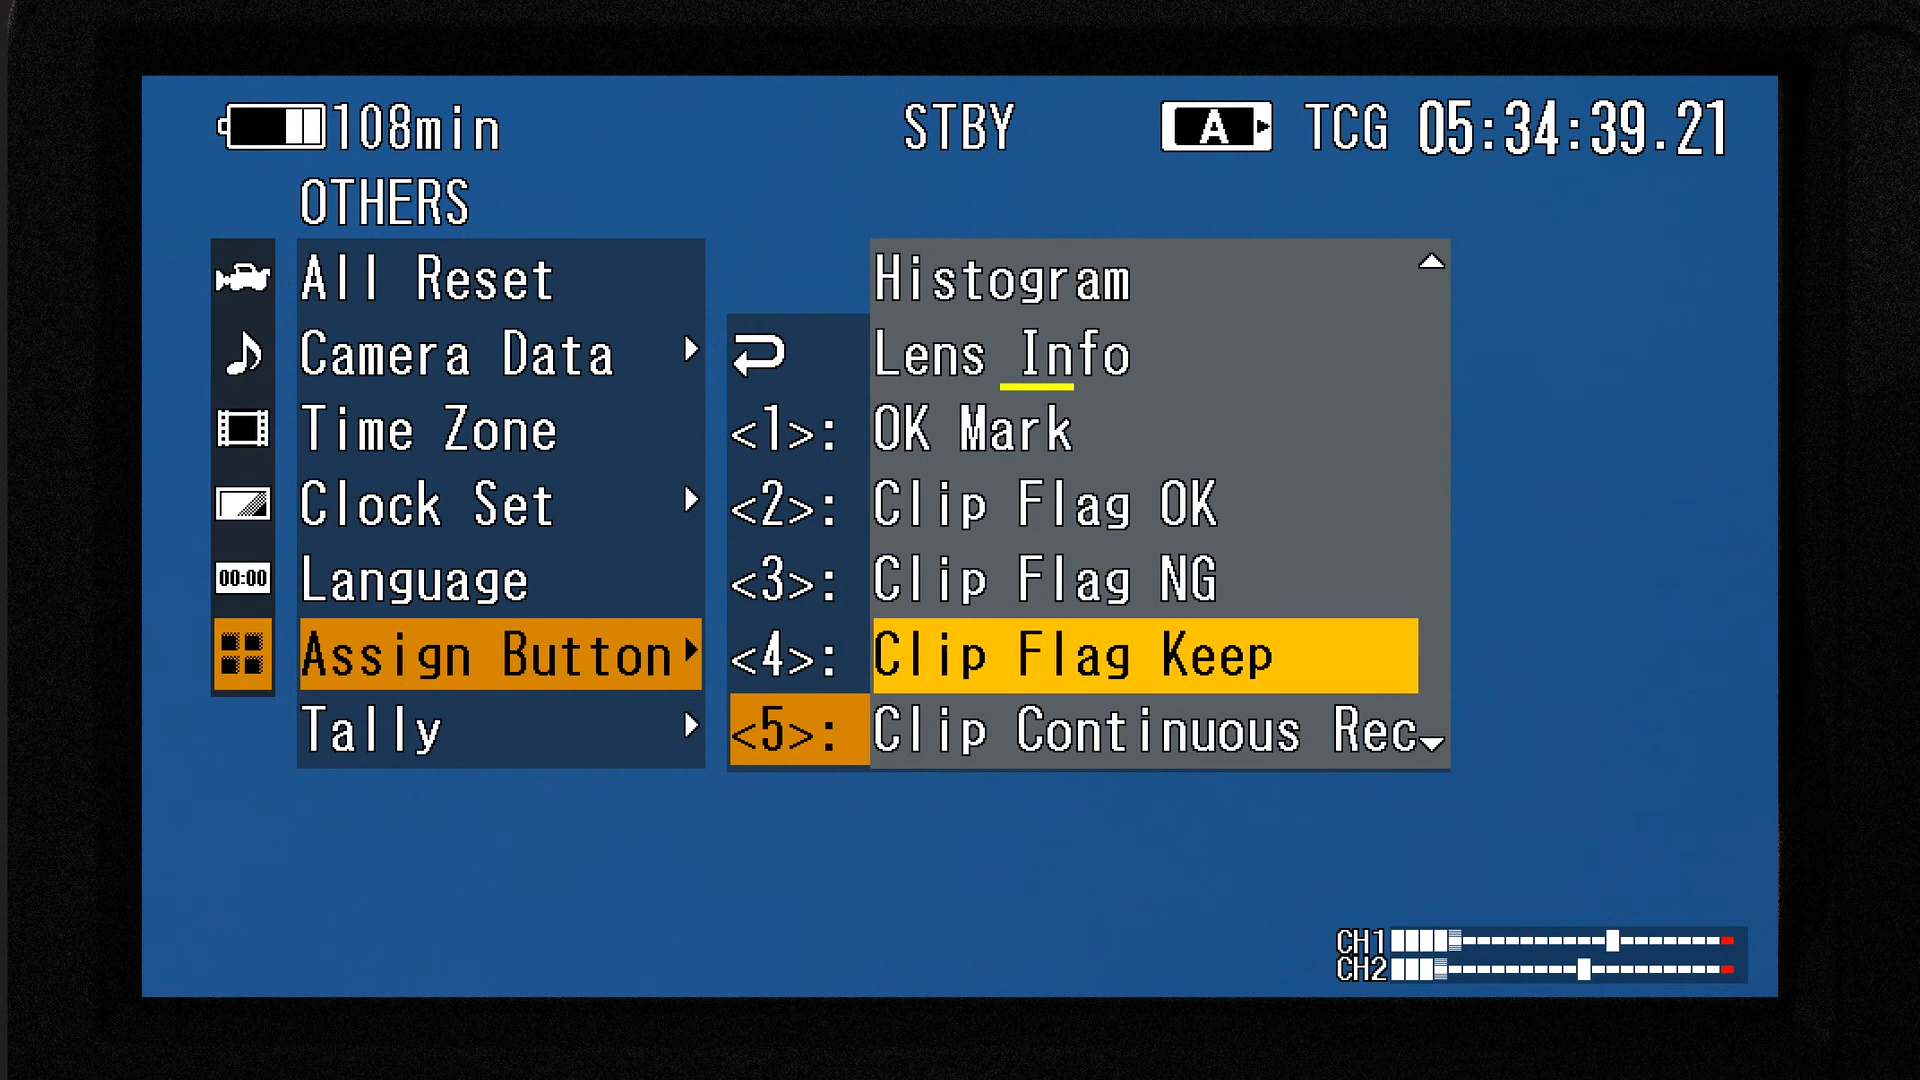 108min STBY A TCG 05:34:39.21
OTHERS
All Reset
Camera Data
Time Zone
Clock Set
00:00 Language
Assign Button
Tally
<1>:
<2>:
<3>:
<4>:
<5>:
Histogram
Lens Info
OK Mark
Clip Flag OK
Clip Flag NG
Clip Flag Keep
Clip Continuous Rec
CH1
CH2